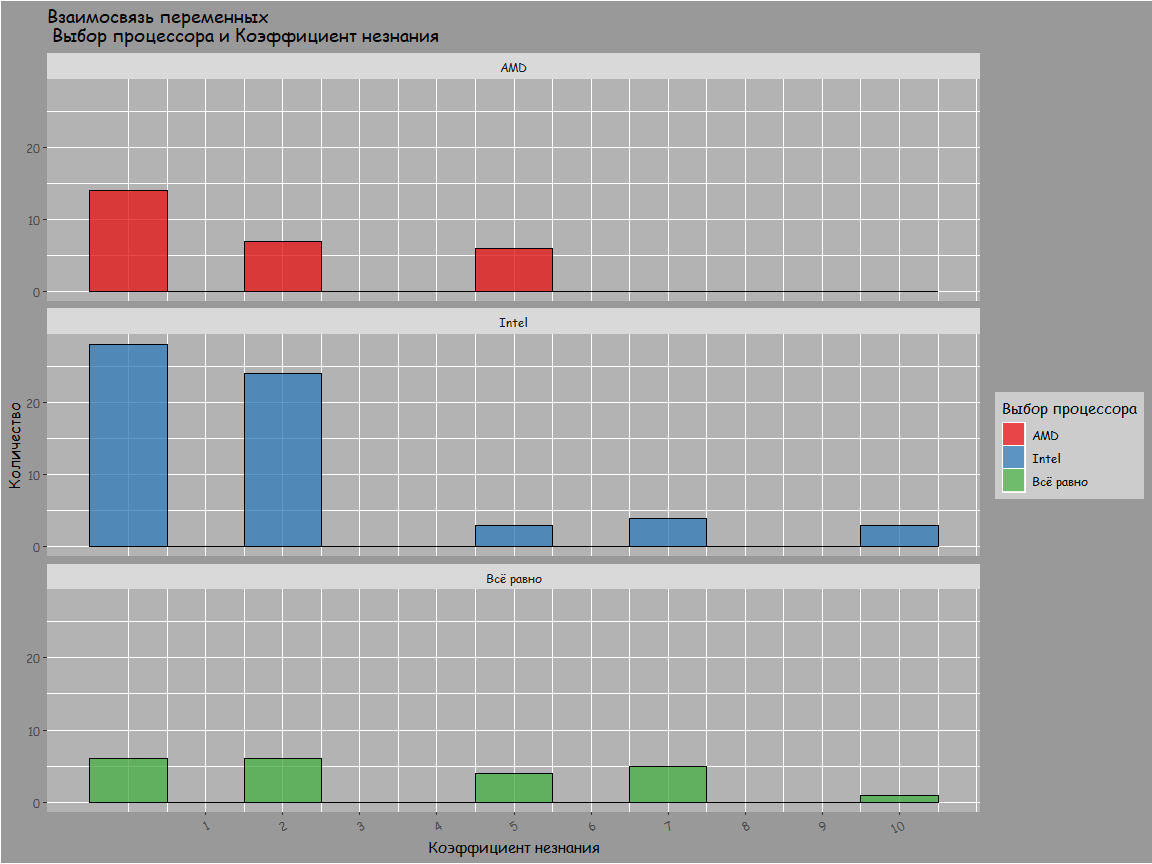 Взаимосвязь переменных
Выбор процессора и Коэффициент незнания
AMD
20
10
0
Intel
20
10
0
Всё равно
20
10
0
1 2 3 4 5 6 7 8 9 10
Коэффициент незнания
Количество
Выбор процессора
AMD
Intel
Всё равно